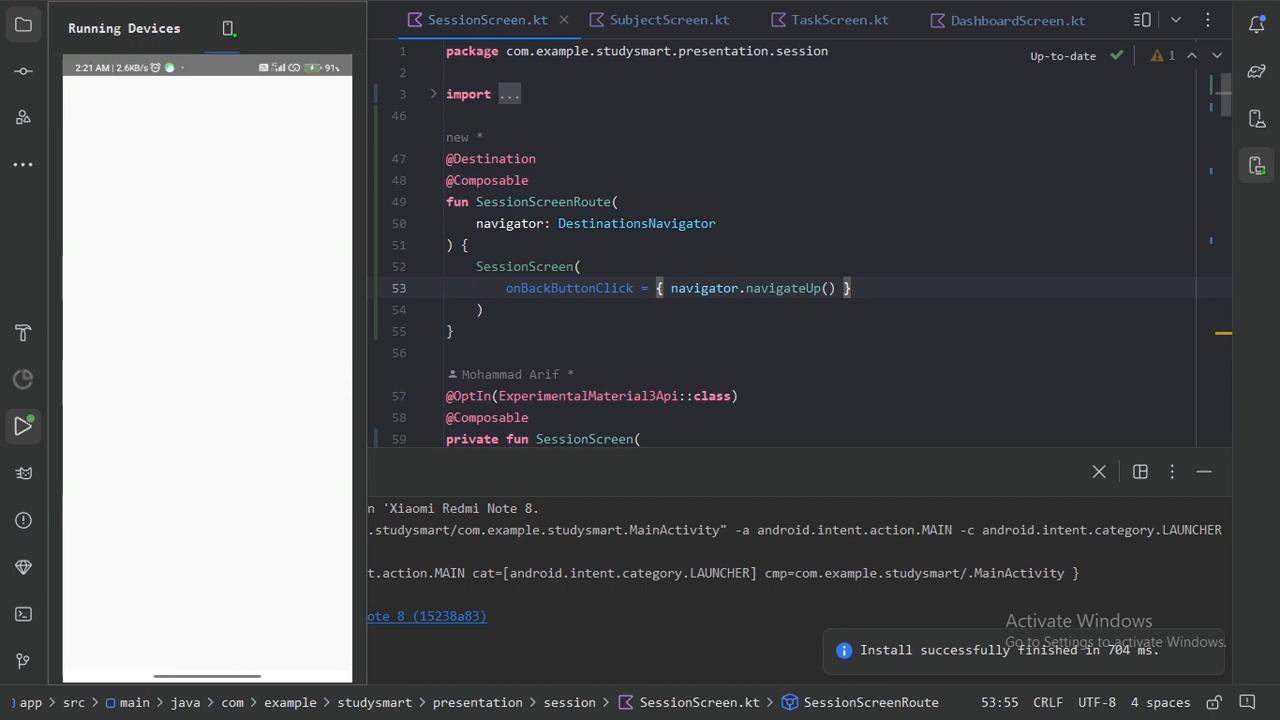 Running Devices
2:21 AM | 2.6KB/s
91%
SessionScreen.kt
SubjectScreen.kt
TaskScreen.kt
DashboardScreen.kt
Up-to-date
1
1 package com.example.studysmart.presentation.session
2
3 import ...
46
new *
47 @Destination
48 @Composable
49 fun SessionScreenRoute(
50 navigator: DestinationsNavigator
51 ) {
52 SessionScreen(
53 onBackButtonClick = { navigator.navigateUp() }
54 )
55 }
56
Mohammad Arif *
57 @OptIn(ExperimentalMaterial3Api::class)
58 @Composable
59 private fun SessionScreen(
n 'Xiaomi Redmi Note 8.
.studysmart/com.example.studysmart.MainActivity" -a android.intent.action.MAIN -c android.intent.category.LAUNCHER
t.action.MAIN cat=[android.intent.category.LAUNCHER] cmp=com.example.studysmart/.MainActivity }
ote 8 (15238a83)
Activate Windows
Go to Settings to activate Windows.
Install successfully finished in 704 ms.
app > src > main > java > com > example > studysmart > presentation > session > SessionScreen.kt > SessionScreenRoute
53:55 CRLF UTF-8 4 spaces